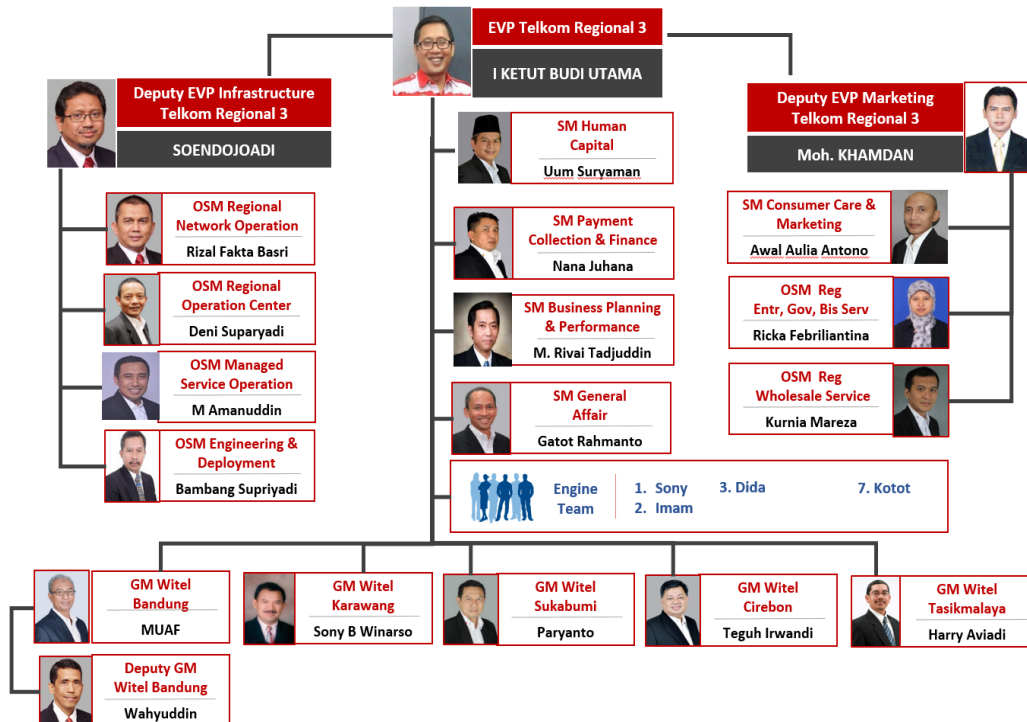 EVP Telkom Regional 3
I KETUT BUDI UTAMA
Deputy EVP Infrastructure
Telkom Regional 3
SOENDOJOADI
Deputy EVP Marketing
Telkom Regional 3
Moh. KHAMDAN
OSM Regional
Network Operation
Rizal Fakta Basri
OSM Regional
Operation Center
Deni Suparyadi
OSM Managed
Service Operation
M Amanuddin
OSM Engineering &
Deployment
Bambang Supriyadi
SM Human
Capital
Uum Suryaman
SM Payment
Collection & Finance
Nana Juhana
SM Business Planning
& Performance
M. Rivai Tadjuddin
SM General
Affair
Gatot Rahmanto
SM Consumer Care &
Marketing
Awal Aulia Antono
OSM Reg
Entr, Gov, Bis Serv
Ricka Febriliantina
OSM Reg
Wholesale Service
Kurnia Mareza
Engine
Team
1. Sony
2. Imam
3. Dida
7. Kotot
GM Witel
Bandung
MUAF
GM Witel
Karawang
Sony B Winarso
GM Witel
Sukabumi
Paryanto
GM Witel
Cirebon
Teguh Irwandi
GM Witel
Tasikmalaya
Harry Aviadi
Deputy GM
Witel Bandung
Wahyuddin